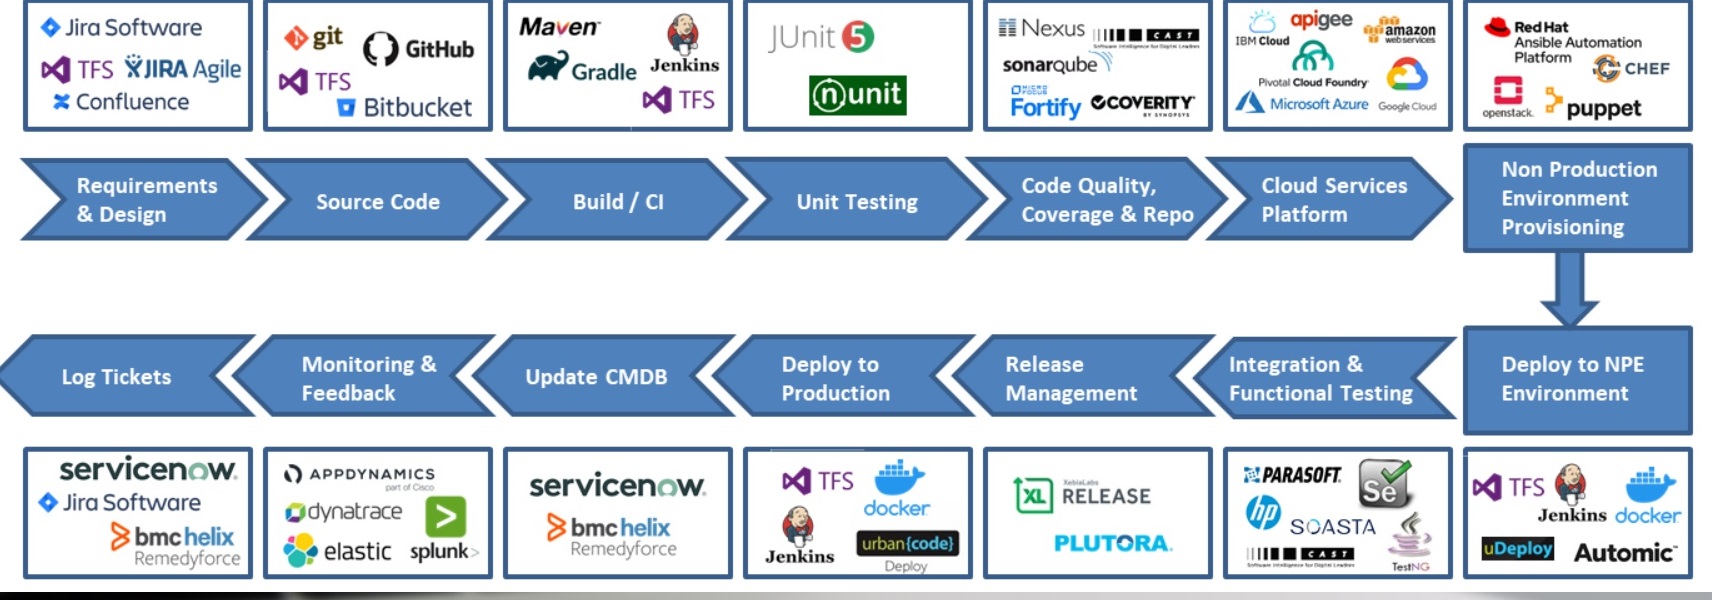 Jira Software
TFS JIRA Agile
Confluence
git GitHub
TFS
Bitbucket
Maven™
Gradle Jenkins
TFS
JUnit 5
nunit
Nexus CAST
Software Intelligence for Digital Leaders
sonarqube
MICRO FOCUS
Fortify COVERITY
BY SYNOPSYS
IBM Cloud apigee amazon
web services
Pivotal Cloud Foundry
Microsoft Azure Google Cloud
Red Hat
Ansible Automation
Platform
CHEF
openstack. puppet
Requirements
& Design
Source Code
Build / CI
Unit Testing
Code Quality,
Coverage & Repo
Cloud Services
Platform
Non Production
Environment
Provisioning
Log Tickets
Monitoring &
Feedback
Update CMDB
Deploy to
Production
Release
Management
Integration &
Functional Testing
Deploy to NPE
Environment
servicenow.
Jira Software
bmc helix
Remedyforce
APPDYNAMICS
part of Cisco
dynatrace
elastic splunk>
servicenow.
bmc helix
Remedyforce
TFS
docker
Jenkins urban{code}
Deploy
XebiaLabs
XL RELEASE
PLUTORA.
PARASOFT. Se
hp SOASTA
CAST
Software Intelligence for Digital Leaders
TestNG
TFS
Jenkins docker
uDeploy Automic™